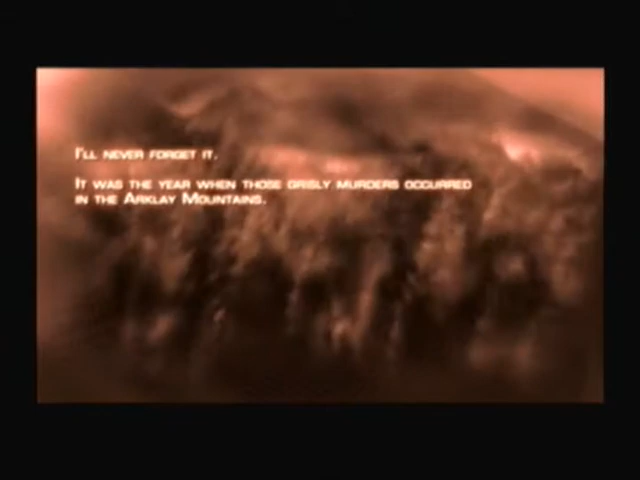 I'll never forget it.
It was the year when those grisly murders occurred
in the Arklay Mountains.